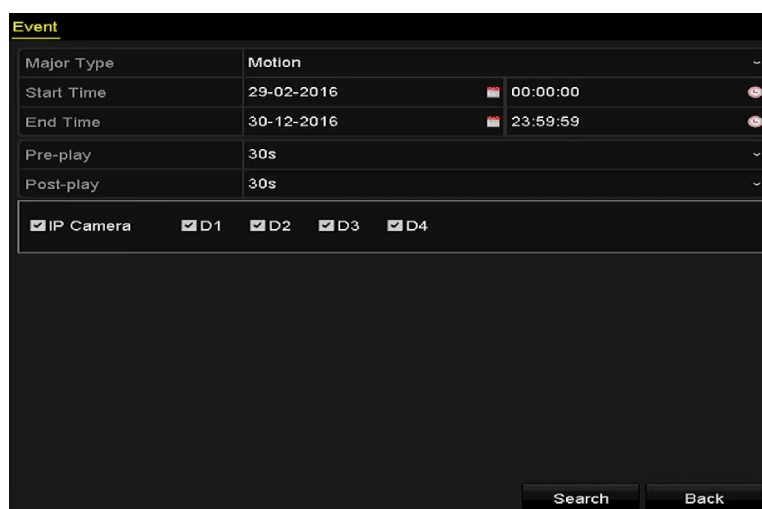 Event
Major Type Motion
Start Time 29-02-2016 00:00:00
End Time 30-12-2016 23:59:59
Pre-play 30s
Post-play 30s
IP Camera D1 D2 D3 D4
Search Back